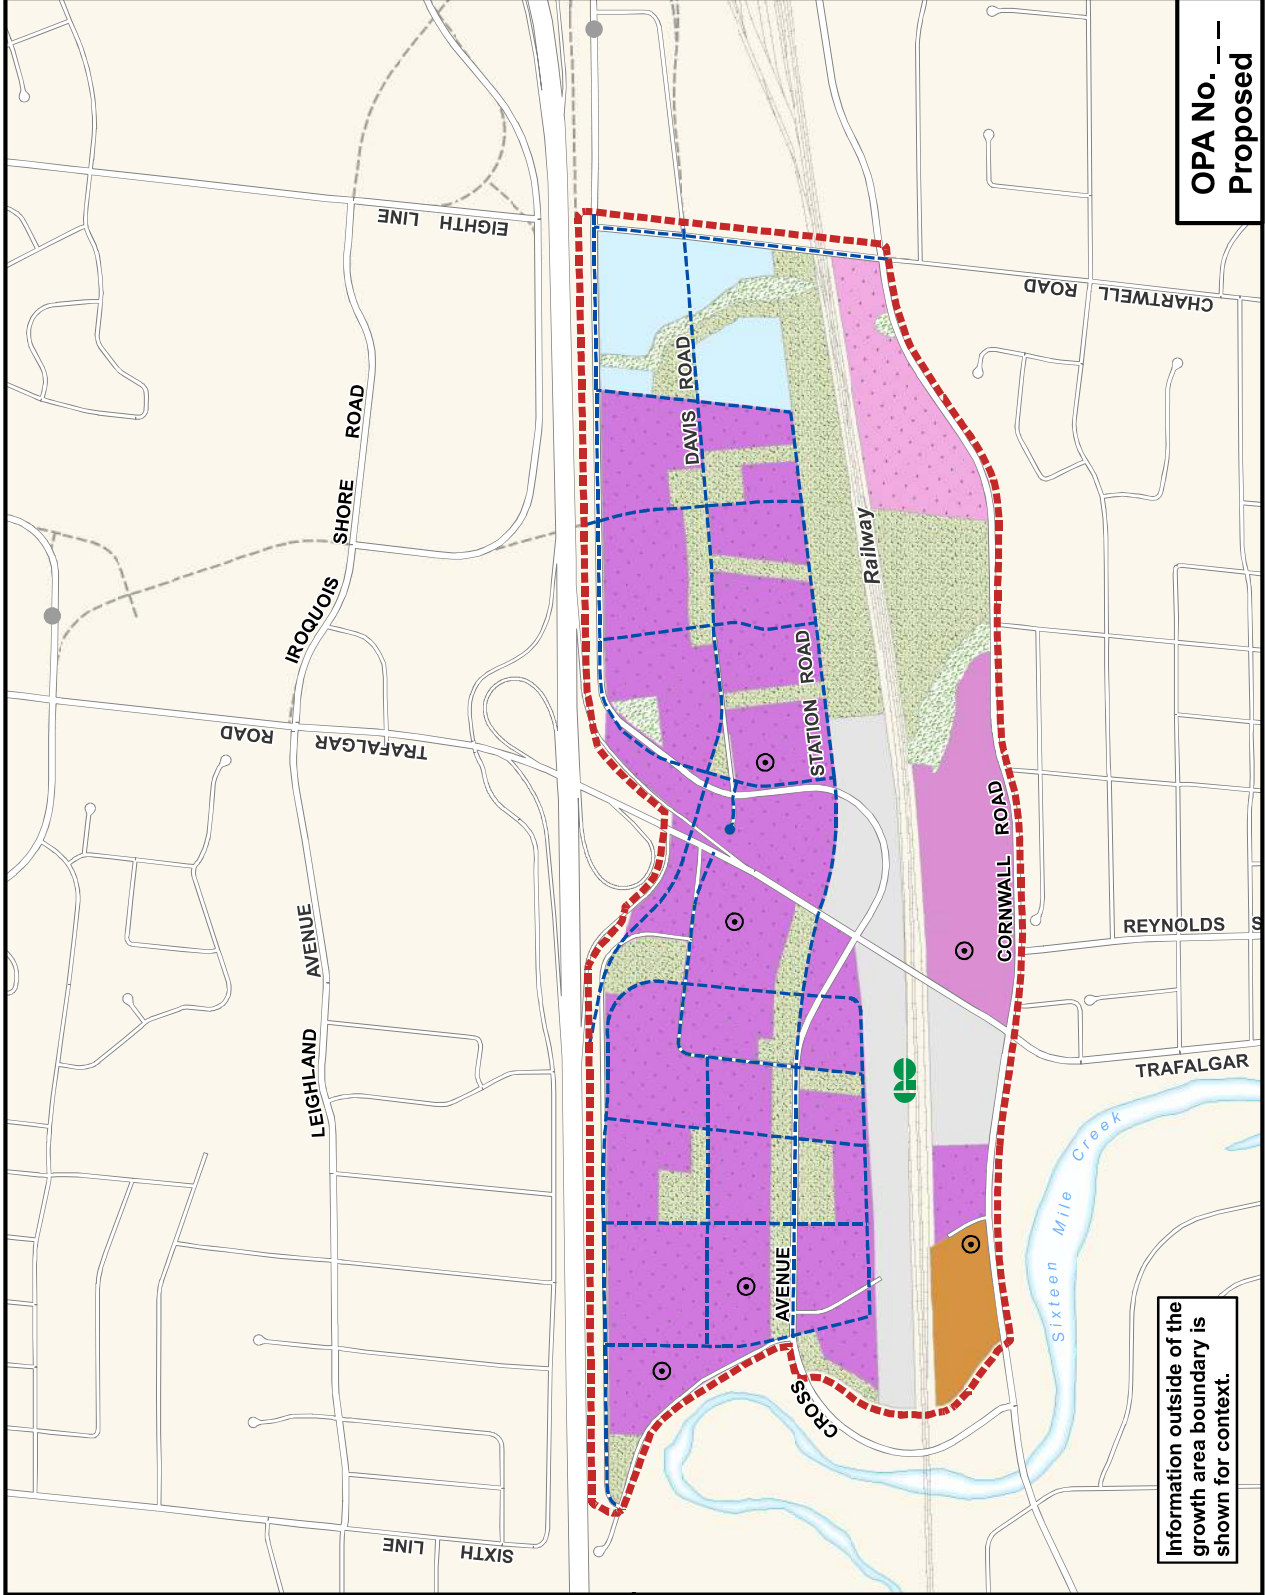 OPA No. _ _
Proposed
EIGHTH LINE
IROQUOIS SHORE ROAD
TRAFALGAR ROAD
LEIGHLAND AVENUE
SIXTH LINE
DAVIS ROAD
STATION ROAD
Railway
CHARTWELL ROAD
CORNWALL ROAD
REYNOLDS S
TRAFALGAR
CROSS AVENUE
GO
Sixteen Mile Creek
Information outside of the
growth area boundary is
shown for context.